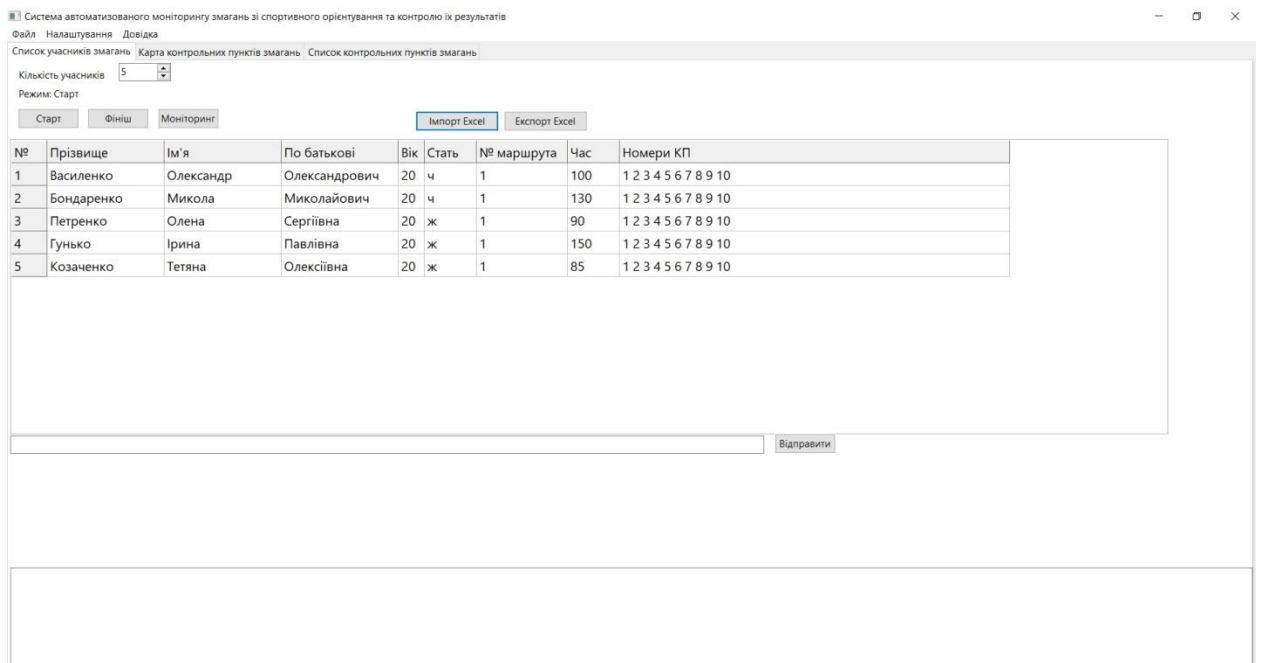 Система автоматизованого моніторингу змагань зі спортивного орієнтування та контролю їх результатів
Файл Налаштування Довідка
Список учасників змагань Карта контрольних пунктів змагань Список контрольних пунктів змагань
Кількість учасників 5
Режим: Старт
Старт Фініш Моніторинг Імпорт Excel Експорт Excel
№ Прізвище Ім'я По батькові Вік Стать № маршрута Час Номери КП
1 Василенко Олександр Олександрович 20 ч 1 100 1 2 3 4 5 6 7 8 9 10
2 Бондаренко Микола Миколайович 20 ч 1 130 1 2 3 4 5 6 7 8 9 10
3 Петренко Олена Сергіївна 20 ж 1 90 1 2 3 4 5 6 7 8 9 10
4 Гунько Ірина Павлівна 20 ж 1 150 1 2 3 4 5 6 7 8 9 10
5 Козаченко Тетяна Олексіївна 20 ж 1 85 1 2 3 4 5 6 7 8 9 10
Відправити